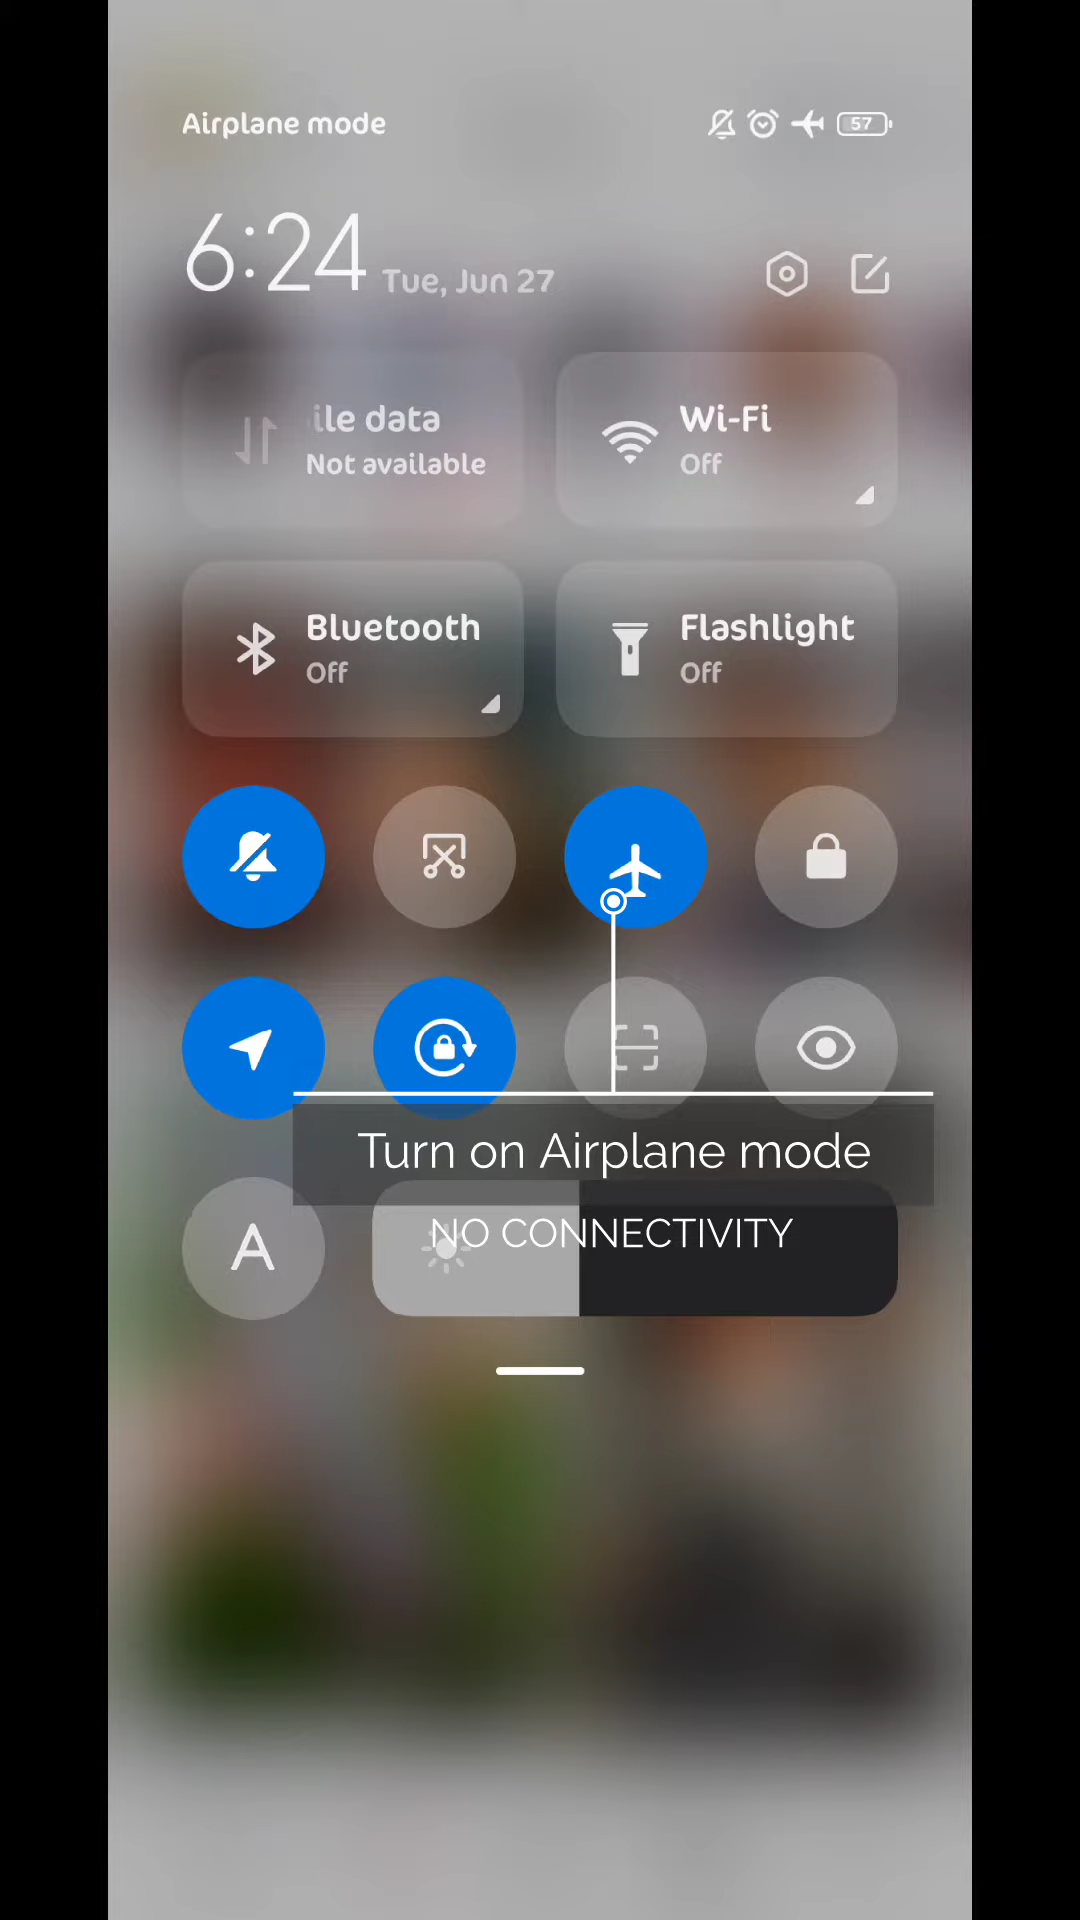 Airplane mode
57
6:24 Tue, Jun 27
ile data
Not available
Wi-Fi
Off
Bluetooth
Off
Flashlight
Off
Turn on Airplane mode
A
NO CONNECTIVITY